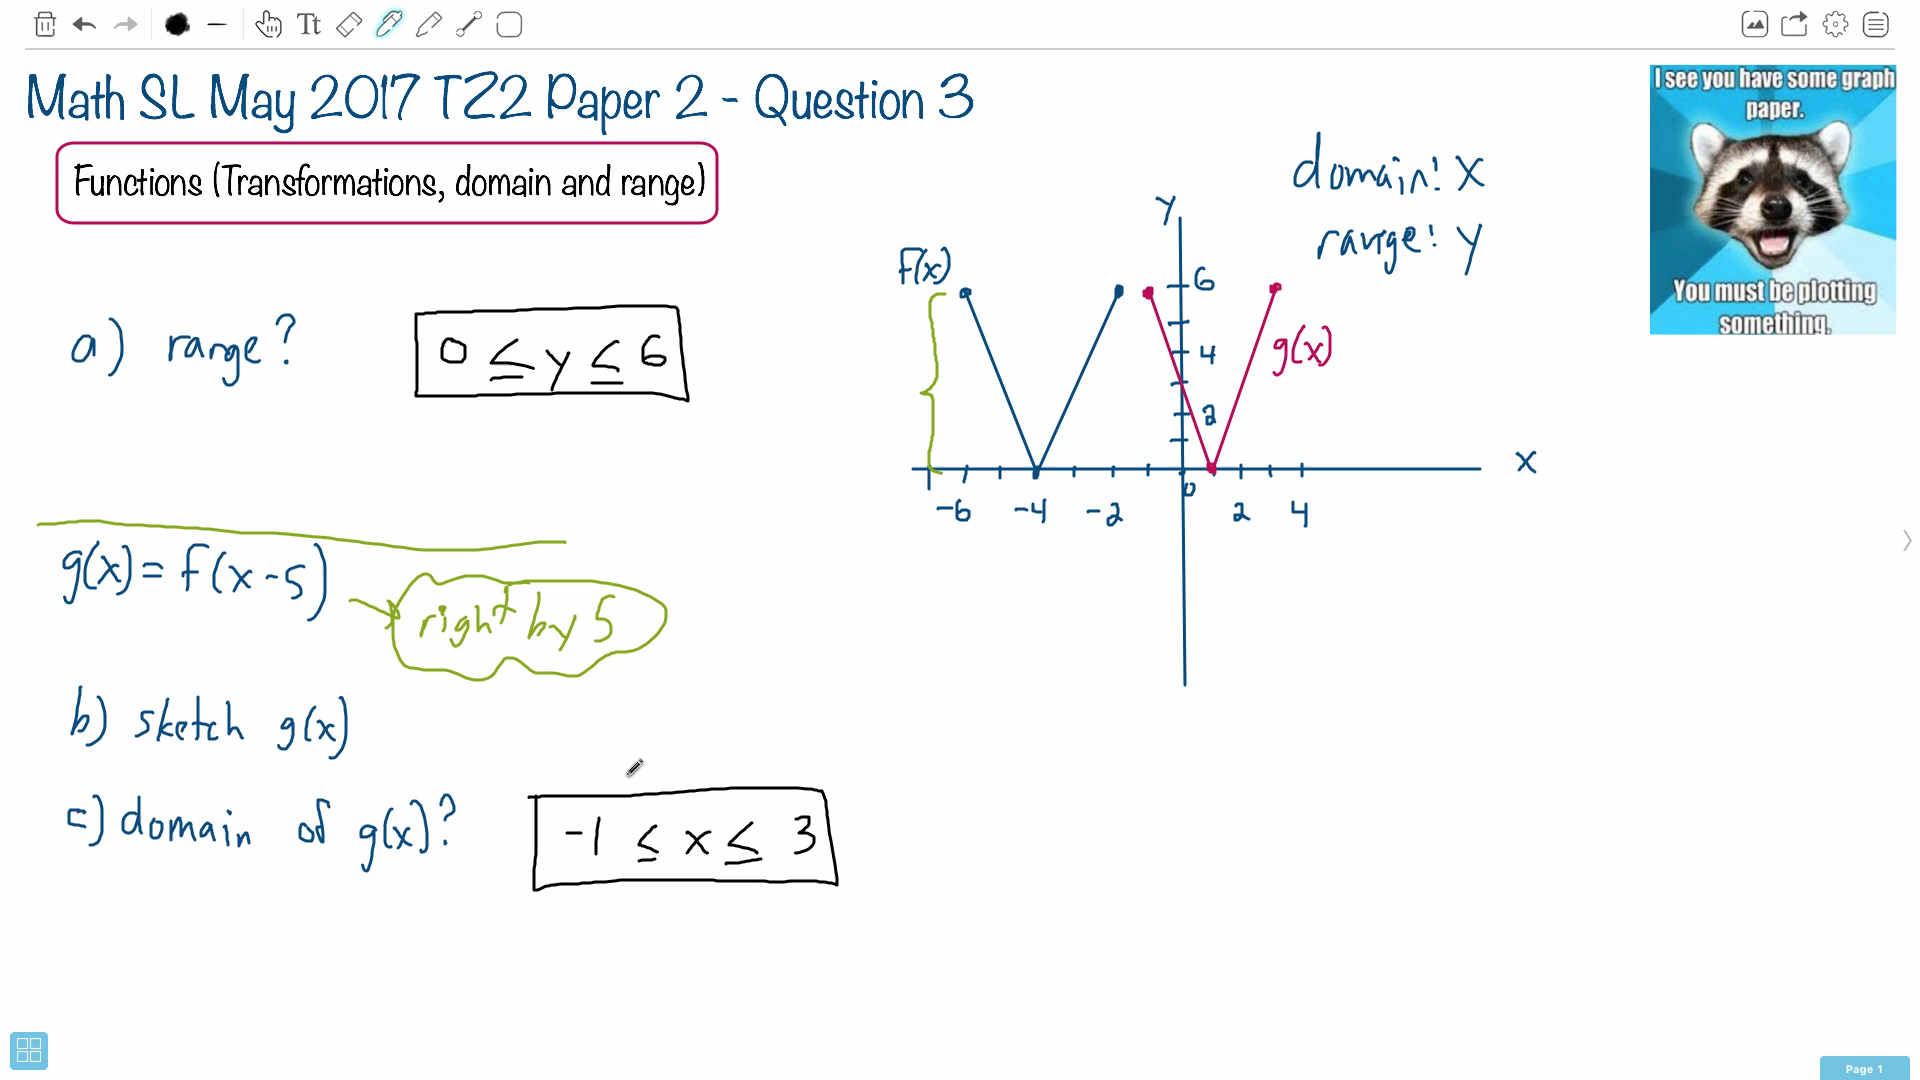 Tt
Math SL May 2017 TZ2 Paper 2 - Question 3
Functions (Transformations, domain and range)
I see you have some graph
paper.
You must be plotting
something.
domain: x
range: y
a) range?
0 ≤ y ≤ 6
f(x)
y
6
4
2
g(x)
x
-6 -4 -2 0 2 4
g(x) = f(x-5)
right by 5
b) sketch g(x)
c) domain of g(x)?
-1 ≤ x ≤ 3
Page 1